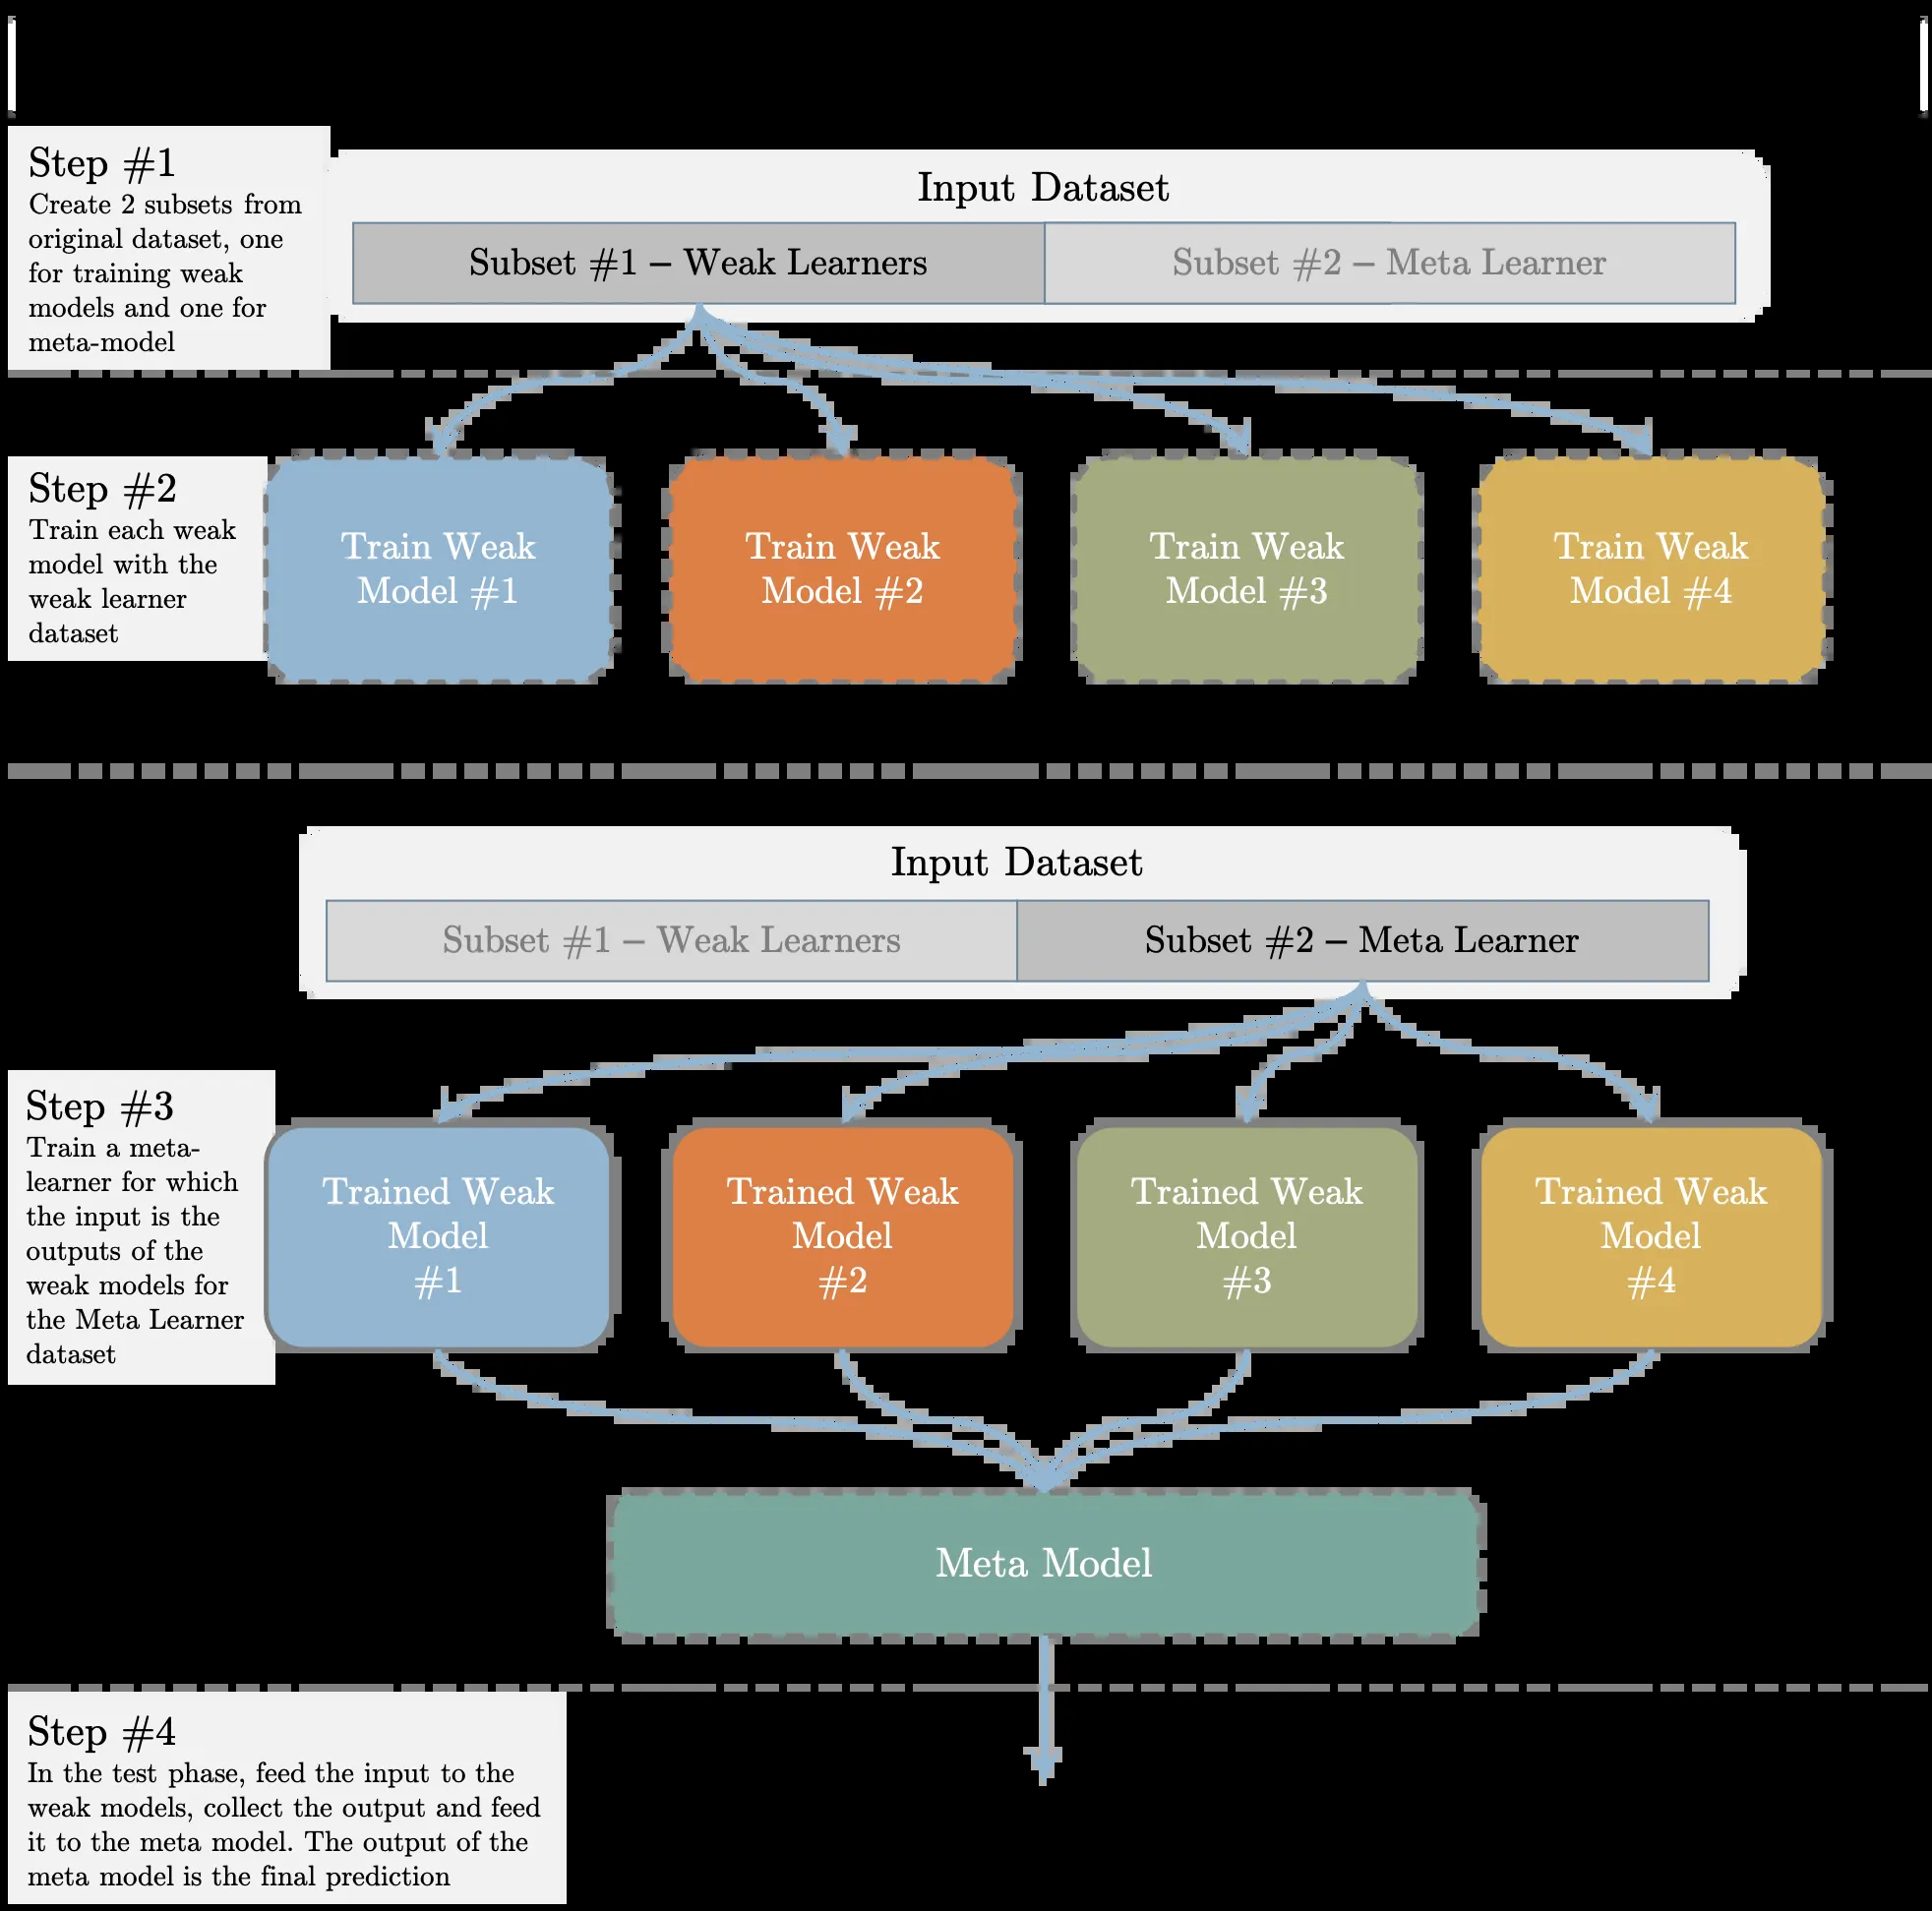 Step #1
Create 2 subsets from
original dataset, one
for training weak
models and one for
meta-model
Input Dataset
Subset #1 – Weak Learners
Subset #2 – Meta Learner
Step #2
Train each weak
model with the
weak learner
dataset
Train Weak
Model #1
Train Weak
Model #2
Train Weak
Model #3
Train Weak
Model #4
Input Dataset
Subset #1 – Weak Learners
Subset #2 – Meta Learner
Step #3
Train a meta-
learner for which
the input is the
outputs of the
weak models for
the Meta Learner
dataset
Trained Weak
Model
#1
Trained Weak
Model
#2
Trained Weak
Model
#3
Trained Weak
Model
#4
Meta Model
Step #4
In the test phase, feed the input to the
weak models, collect the output and feed
it to the meta model. The output of the
meta model is the final prediction